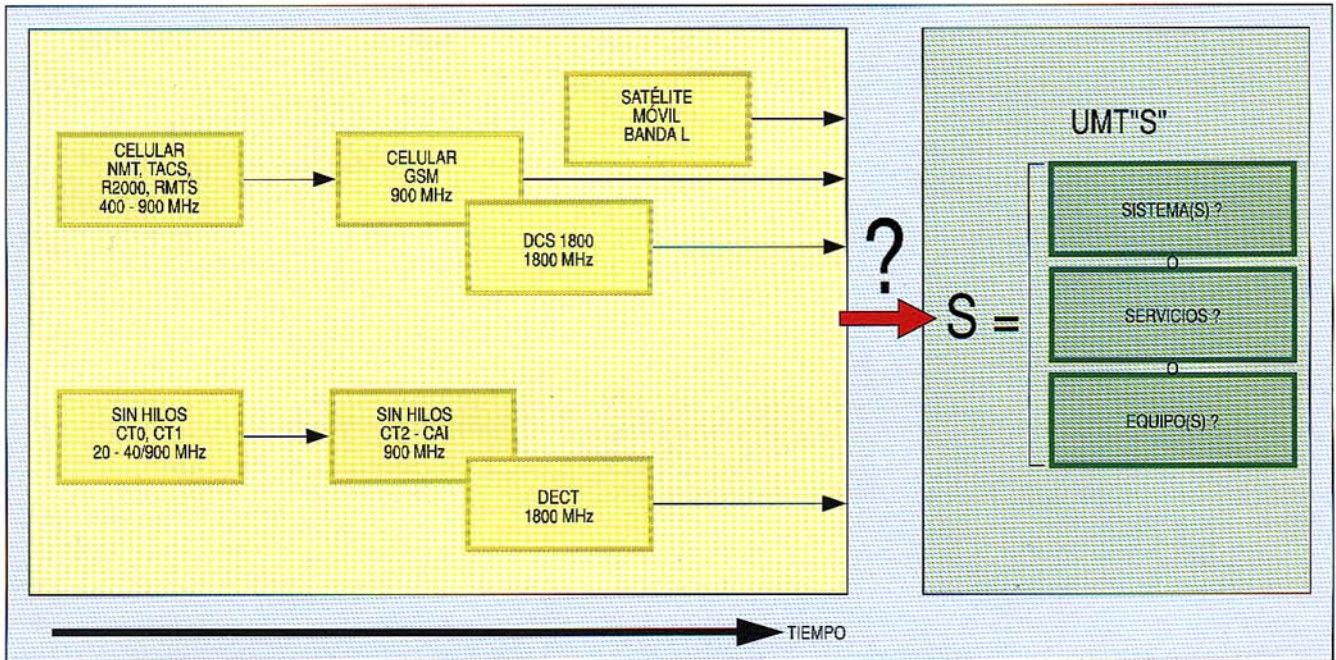 SATÉLITE
MÓVIL
BANDA L
CELULAR
NMT, TACS,
R2000, RMTS
400 - 900 MHz
CELULAR
GSM
900 MHz
DCS 1800
1800 MHz
SIN HILOS
CT0, CT1
20 - 40/900 MHz
SIN HILOS
CT2 - CAI
900 MHz
DECT
1800 MHz
TIEMPO
?
UMT"S"
S =
SISTEMA(S) ?
O
SERVICIOS ?
O
EQUIPO(S) ?